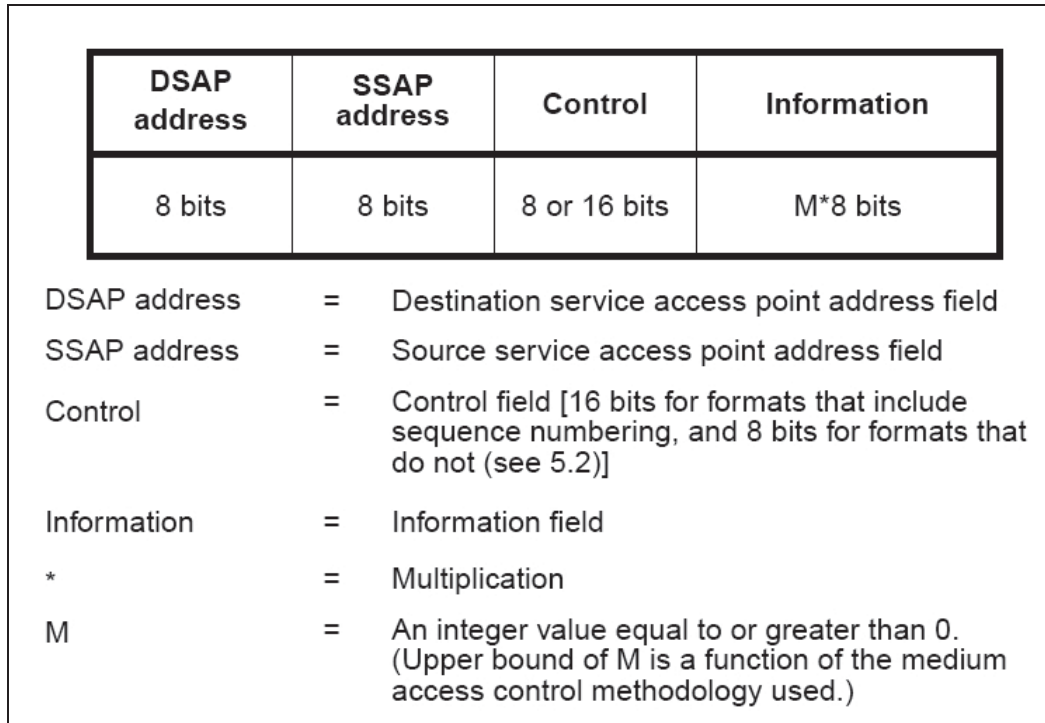 DSAP address SSAP address Control Information
8 bits 8 bits 8 or 16 bits M*8 bits
DSAP address = Destination service access point address field
SSAP address = Source service access point address field
Control = Control field [16 bits for formats that include
sequence numbering, and 8 bits for formats that
do not (see 5.2)]
Information = Information field
* = Multiplication
M = An integer value equal to or greater than 0.
(Upper bound of M is a function of the medium
access control methodology used.)